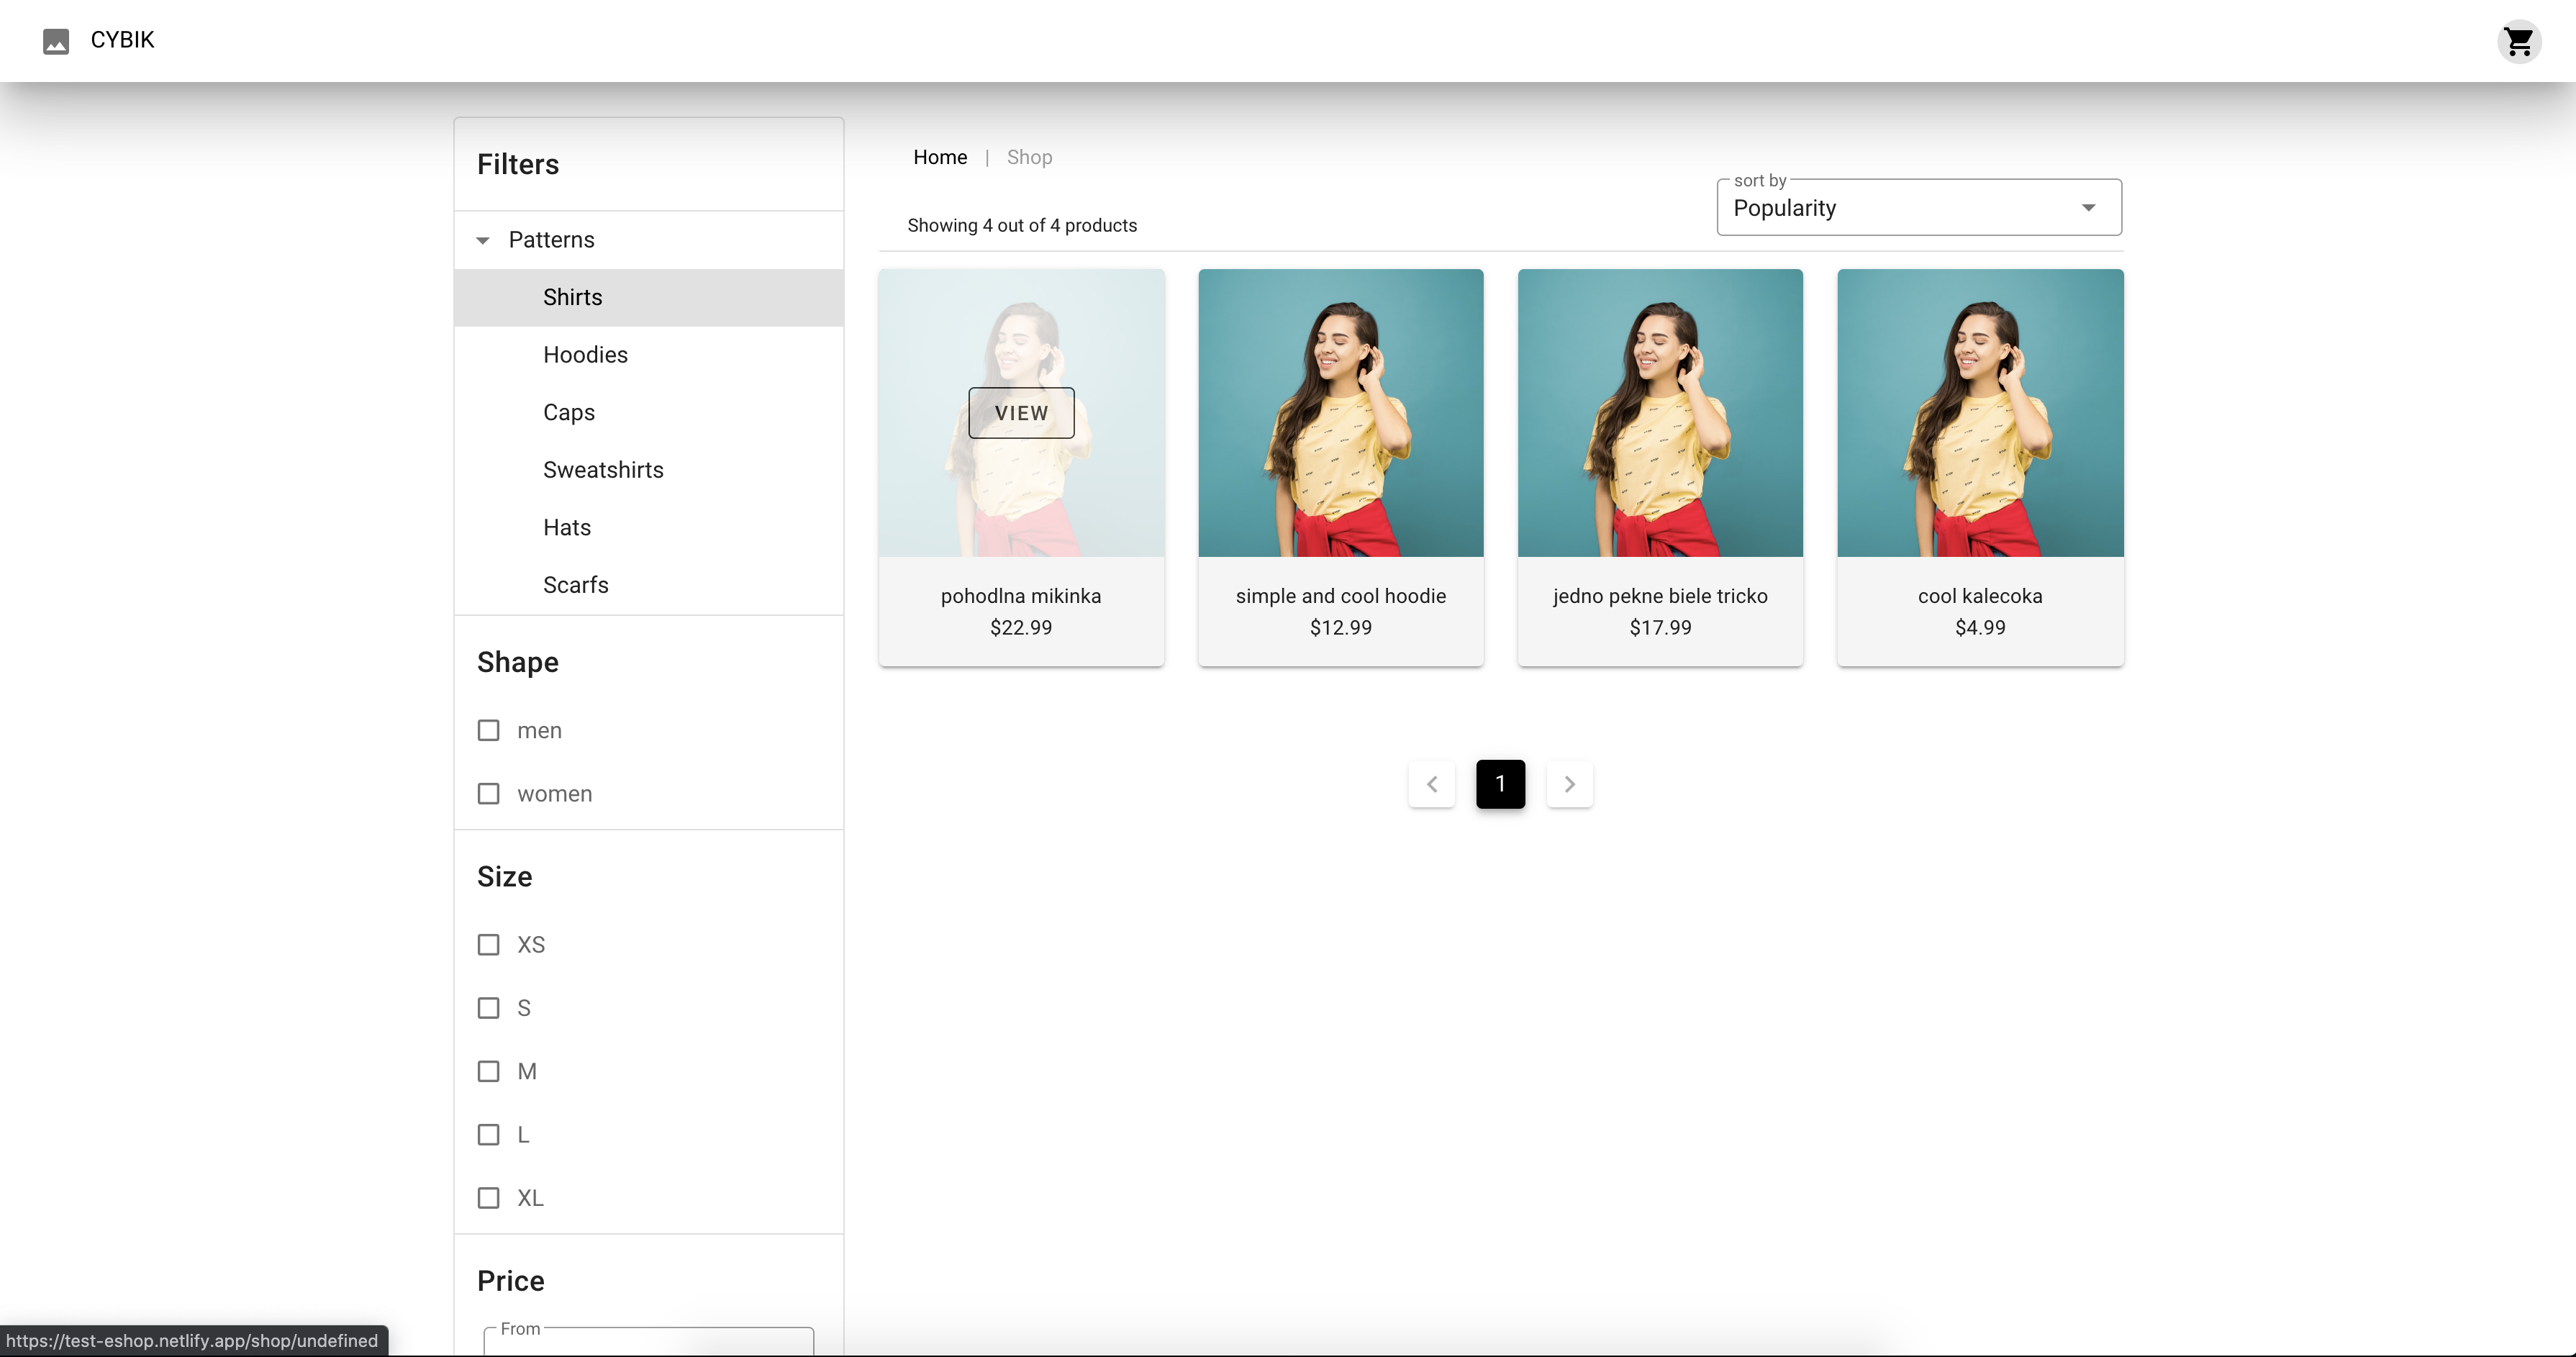 CYBIK
Filters
Patterns
Shirts
Hoodies
Caps
Sweatshirts
Hats
Scarfs
Shape
men
women
Size
XS
S
M
L
XL
Price
From
Home | Shop
sort by
Popularity
Showing 4 out of 4 products
VIEW
pohodlna mikinka
$22.99
simple and cool hoodie
$12.99
jedno pekne biele tricko
$17.99
cool kalecoka
$4.99
1
https://test-eshop.netlify.app/shop/undefined